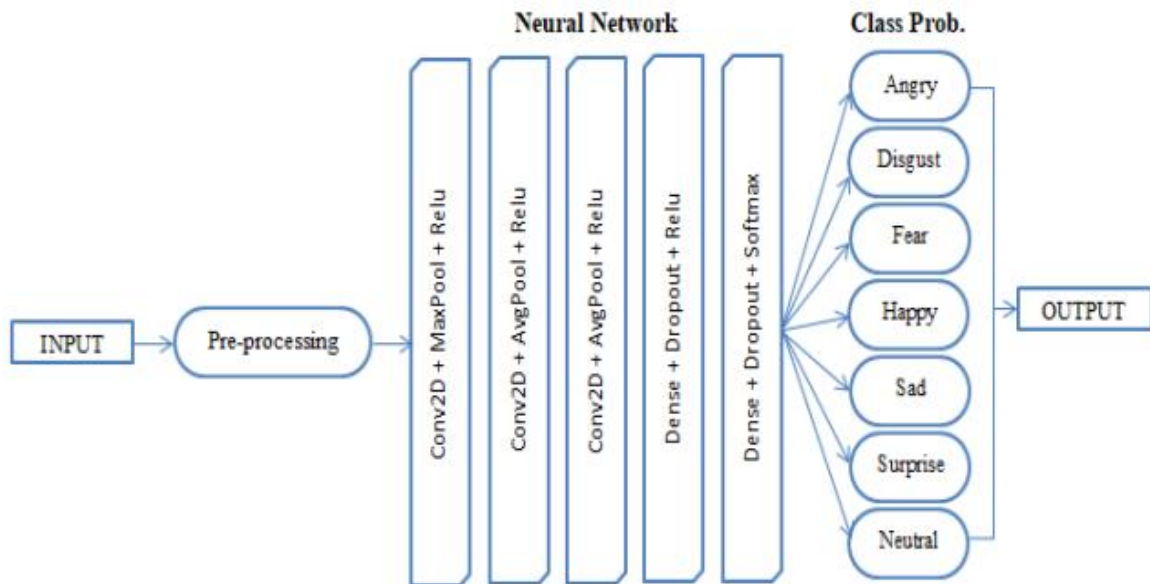 Neural Network
Class Prob.
INPUT
Pre-processing
Conv2D + MaxPool + Relu
Conv2D + AvgPool + Relu
Conv2D + AvgPool + Relu
Dense + Dropout + Relu
Dense + Dropout + Softmax
Angry
Disgust
Fear
Happy
Sad
Surprise
Neutral
OUTPUT